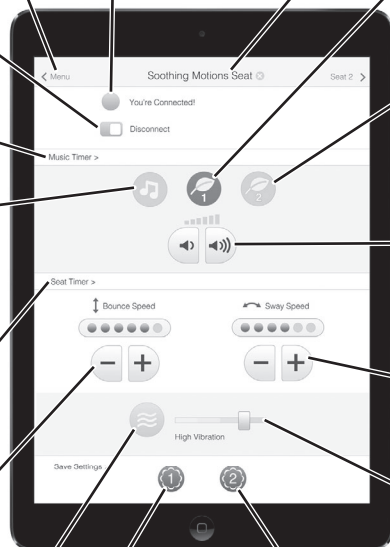 Menu
Soothing Motions Seat
Seat 2
You're Connected!
Disconnect
Music Timer >
1
2
Seat Timer >
Bounce Speed
Sway Speed
High Vibration
Save Settings
1
2